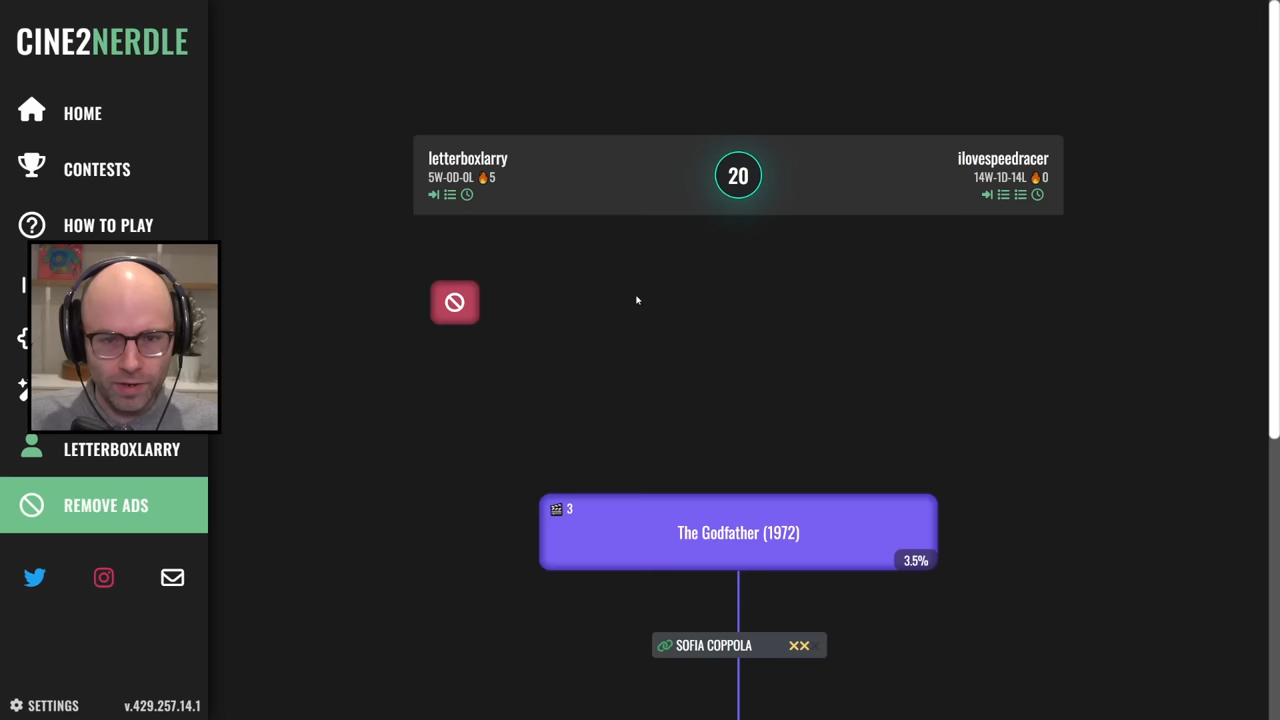 CINE2NERDLE
HOME
CONTESTS
HOW TO PLAY
LETTERBOXLARRY
REMOVE ADS
SETTINGS
v.429.257.14.1
letterboxlarry
5W-0D-0L 🔥5
20
ilovespeedracer
14W-1D-14L 🔥0
3
The Godfather (1972)
3.5%
SOFIA COPPOLA